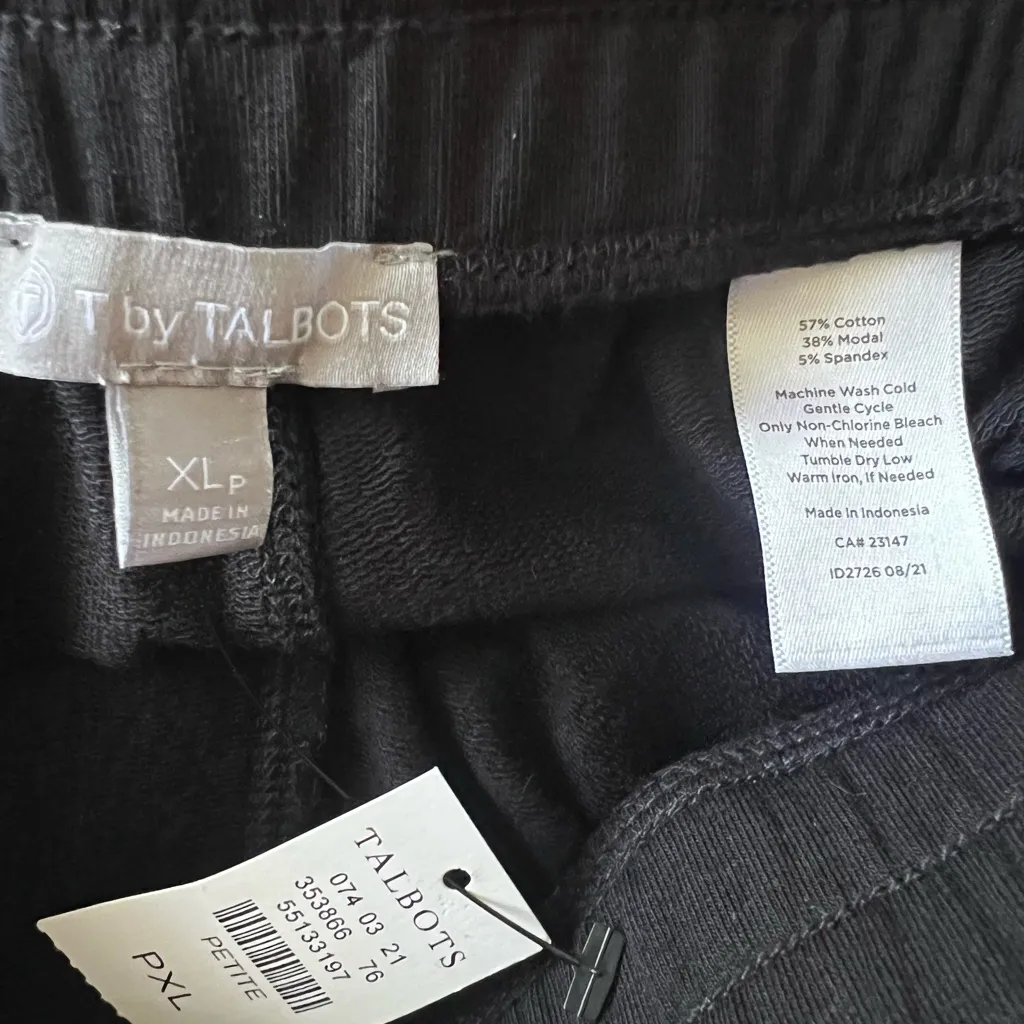 T by TALBOTS
XL P
MADE IN
INDONESIA
57% Cotton
38% Modal
5% Spandex
Machine Wash Cold
Gentle Cycle
Only Non-Chlorine Bleach
When Needed
Tumble Dry Low
Warm Iron, If Needed
Made In Indonesia
CA# 23147
ID2726 08/21
TALBOTS
074 03 21
353866 76
55133197
PETITE
PXL